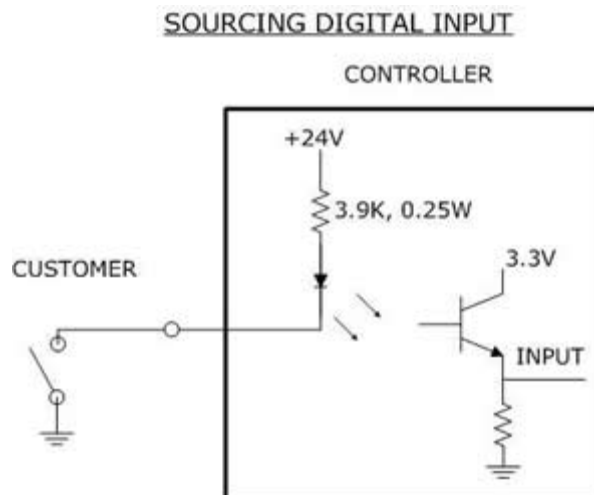 SOURCING DIGITAL INPUT
CONTROLLER
+24V
3.9K, 0.25W
CUSTOMER
3.3V
INPUT